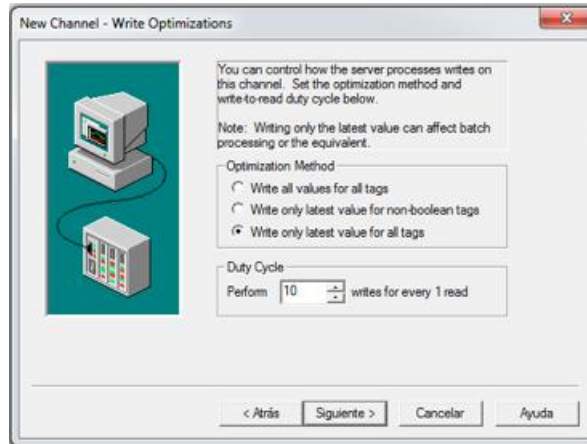 New Channel - Write Optimizations
You can control how the server processes writes on
this channel. Set the optimization method and
write-to-read duty cycle below.
Note: Writing only the latest value can affect batch
processing or the equivalent.
Optimization Method
Write all values for all tags
Write only latest value for non-boolean tags
Write only latest value for all tags
Duty Cycle
Perform 10 writes for every 1 read
< Atrás Siguiente > Cancelar Ayuda